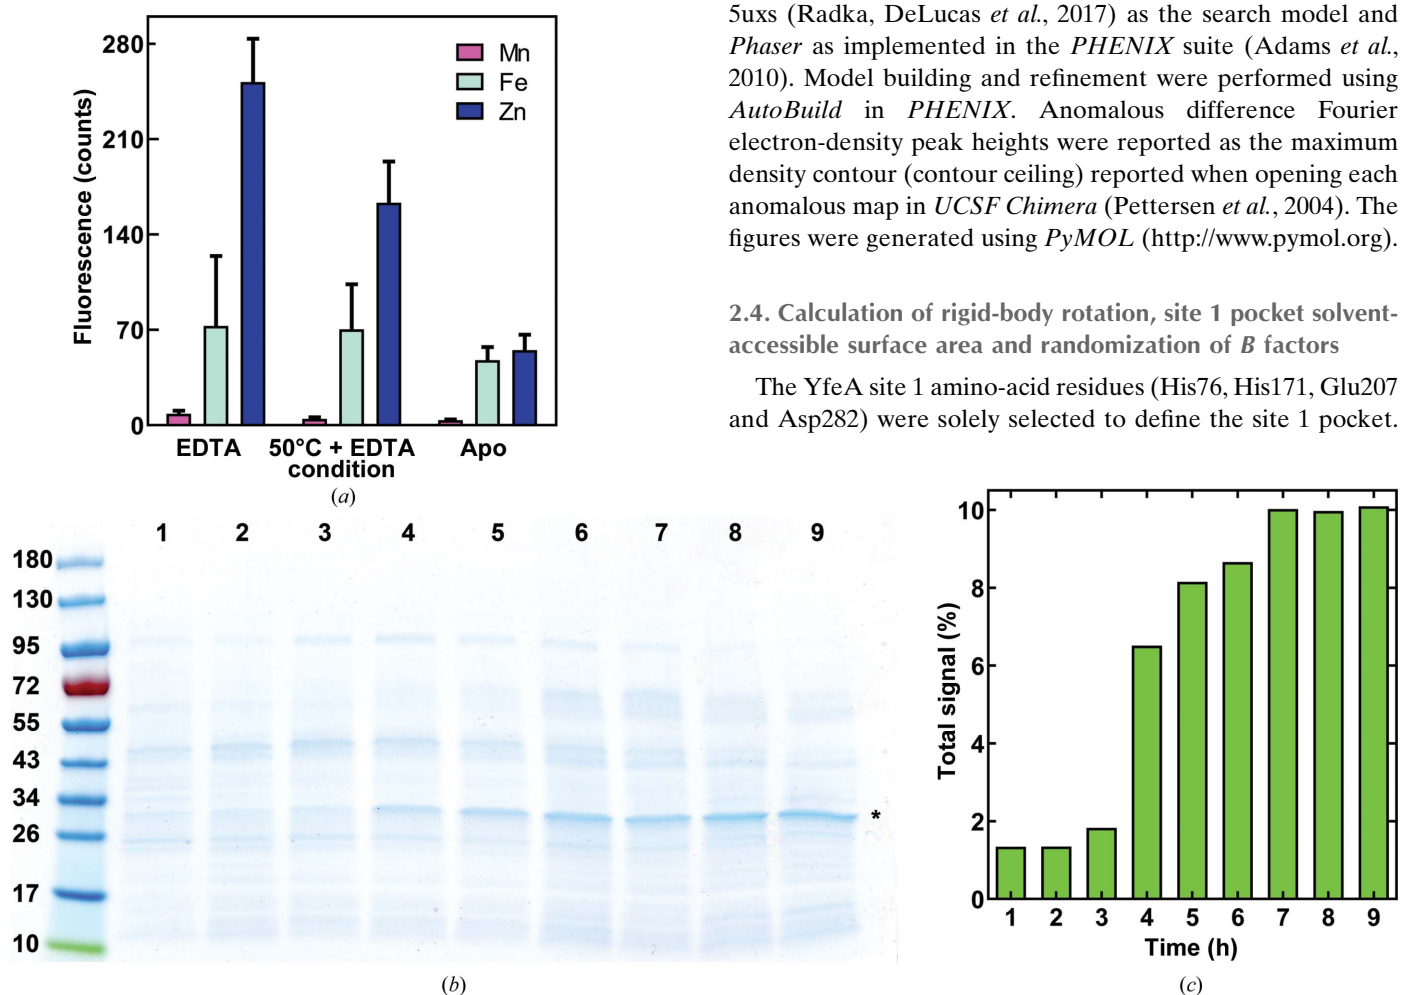 280
210
140
70
0
Fluorescence (counts)
Mn
Fe
Zn
EDTA 50°C + EDTA Apo
condition
(a)
5uxs (Radka, DeLucas et al., 2017) as the search model and
Phaser as implemented in the PHENIX suite (Adams et al.,
2010). Model building and refinement were performed using
AutoBuild in PHENIX. Anomalous difference Fourier
electron-density peak heights were reported as the maximum
density contour (contour ceiling) reported when opening each
anomalous map in UCSF Chimera (Pettersen et al., 2004). The
figures were generated using PyMOL (http://www.pymol.org).
2.4. Calculation of rigid-body rotation, site 1 pocket solvent-
accessible surface area and randomization of B factors
The YfeA site 1 amino-acid residues (His76, His171, Glu207
and Asp282) were solely selected to define the site 1 pocket.
1 2 3 4 5 6 7 8 9
180
130
95
72
55
43
34
26
17
10
*
(b)
10
8
6
4
2
0
Total signal (%)
1 2 3 4 5 6 7 8 9
Time (h)
(c)